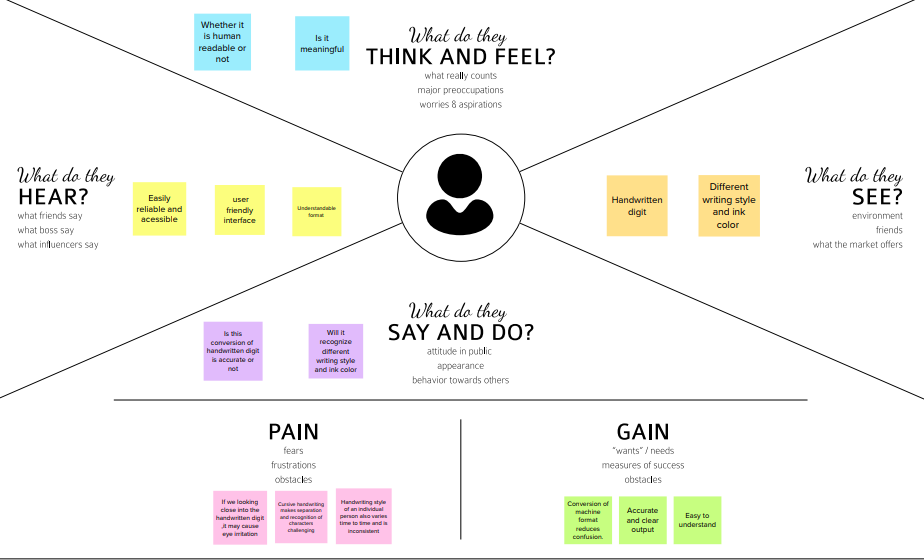 Whether it
is human
readable or
not
Is it
meaningful
What do they
THINK AND FEEL?
what really counts
major preoccupations
worries & aspirations
What do they
HEAR?
what friends say
what boss say
what influencers say
Easily
reliable and
acessible
user
friendly
interface
Understandable
format
Handwritten
digit
Different
writing style
and ink
color
What do they
SEE?
environment
friends
what the market offers
Is this
conversion of
handwritten digit
is accurate or
not
Will it
recognize
different
writing style
and ink color
What do they
SAY AND DO?
attitude in public
appearance
behavior towards others
PAIN
fears
frustrations
obstacles
If we looking
close into the
handwritten digit
,it may cause
eye irritation
Cursive handwriting
makes separation
and recognition of
characters
challenging
Handwriting style
of an individual
person also varies
time to time and is
inconsistent
GAIN
"wants" / needs
measures of success
obstacles
Conversion of
machine
format
reduces
confusion.
Accurate
and clear
output
Easy to
understand